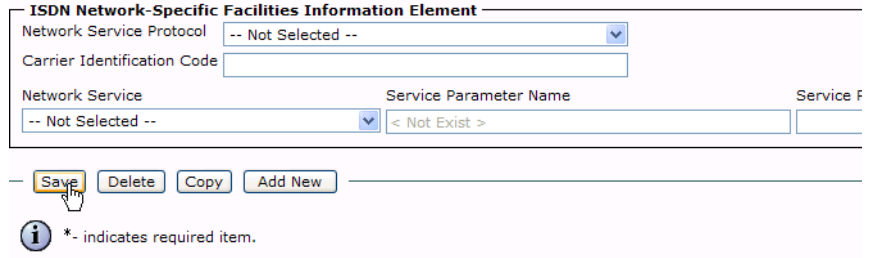 ISDN Network-Specific Facilities Information Element
Network Service Protocol -- Not Selected --
Carrier Identification Code
Network Service Service Parameter Name Service
-- Not Selected -- < Not Exist >
Save Delete Copy Add New
*- indicates required item.